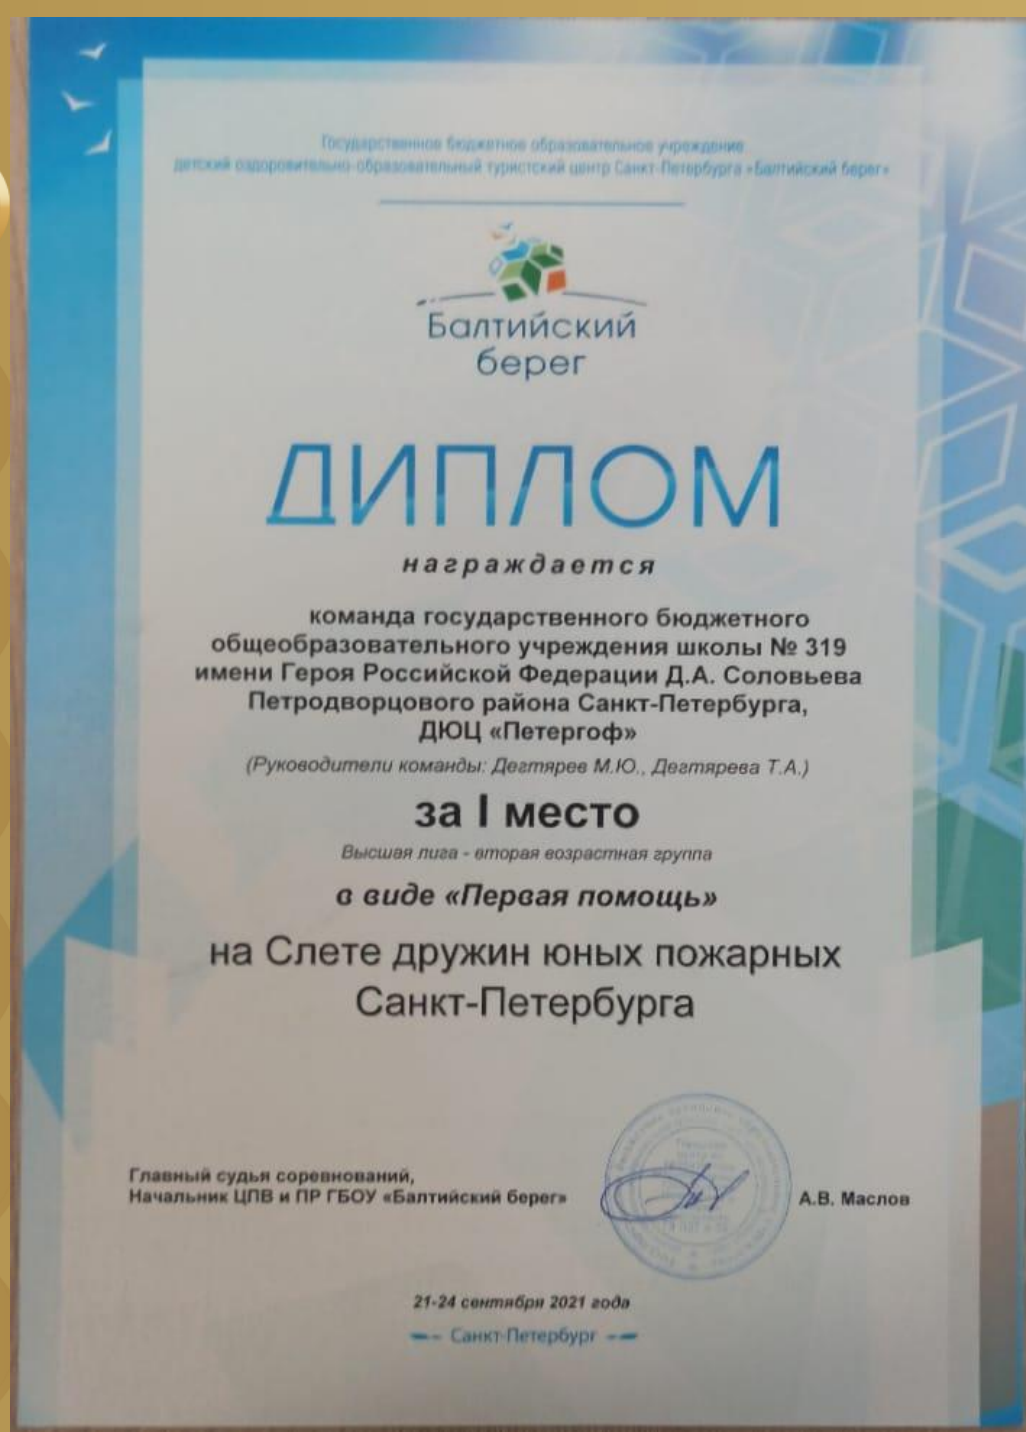 Государственное бюджетное образовательное учреждение
детский оздоровительно-образовательный туристский центр Санкт-Петербурга «Балтийский берег»
Балтийский
берег
ДИПЛОМ
награждается
команда государственного бюджетного
общеобразовательного учреждения школы № 319
имени Героя Российской Федерации Д.А. Соловьева
Петродворцового района Санкт-Петербурга,
ДЮЦ «Петергоф»
(Руководители команды: Дегтярев М.Ю., Дегтярева Т.А.)
за I место
Высшая лига - вторая возрастная группа
в виде «Первая помощь»
на Слете дружин юных пожарных
Санкт-Петербурга
Главный судья соревнований,
Начальник ЦПВ и ПР ГБОУ «Балтийский берег»
А.В. Маслов
21-24 сентября 2021 года
Санкт-Петербург